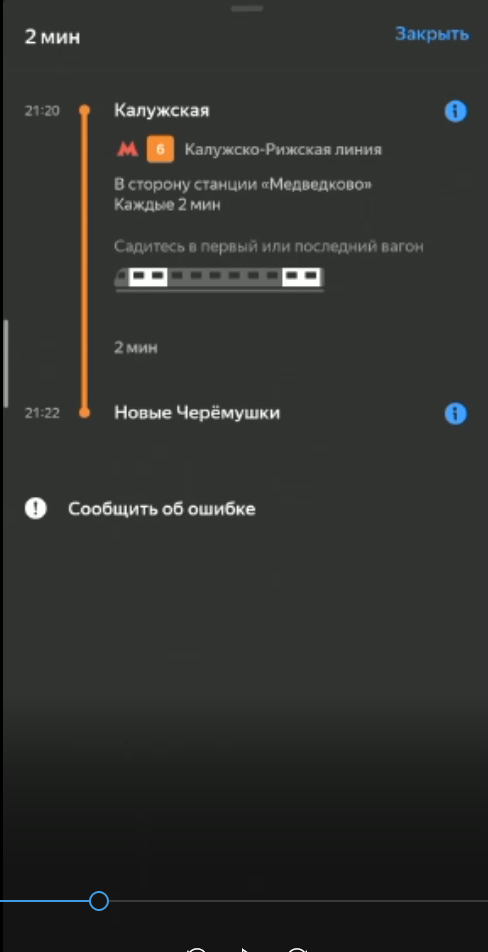 2 мин
Закрыть
21:20
Калужская
6 Калужско-Рижская линия
В сторону станции «Медведково»
Каждые 2 мин
Садитесь в первый или последний вагон
2 мин
21:22
Новые Черёмушки
Сообщить об ошибке